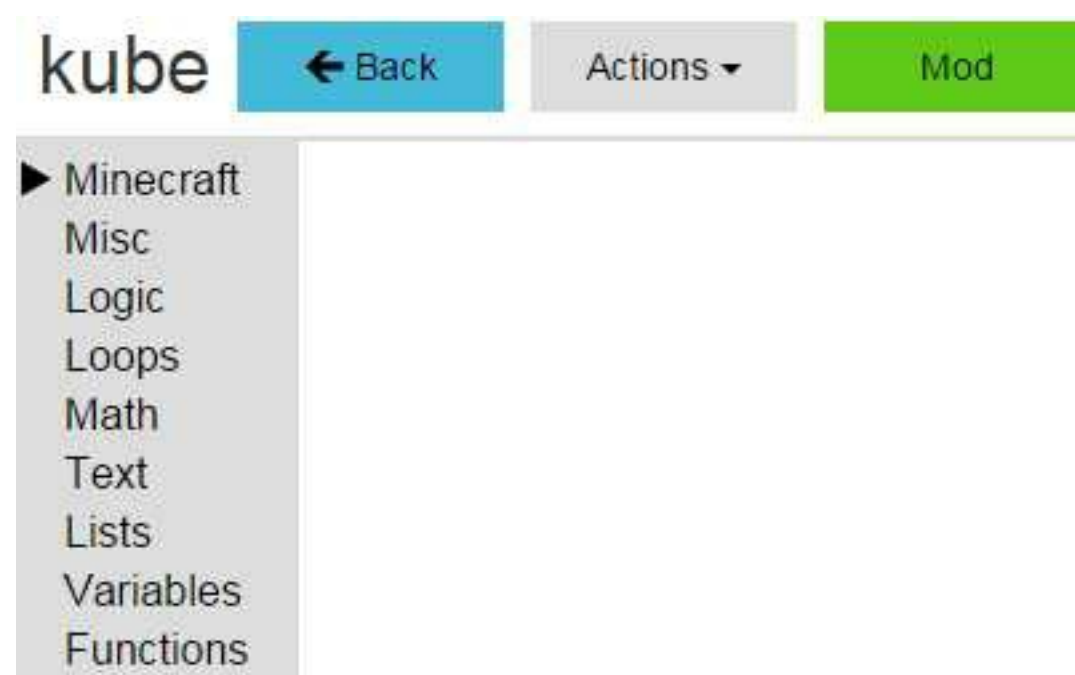 kube
Back
Actions
Mod
Minecraft
Misc
Logic
Loops
Math
Text
Lists
Variables
Functions